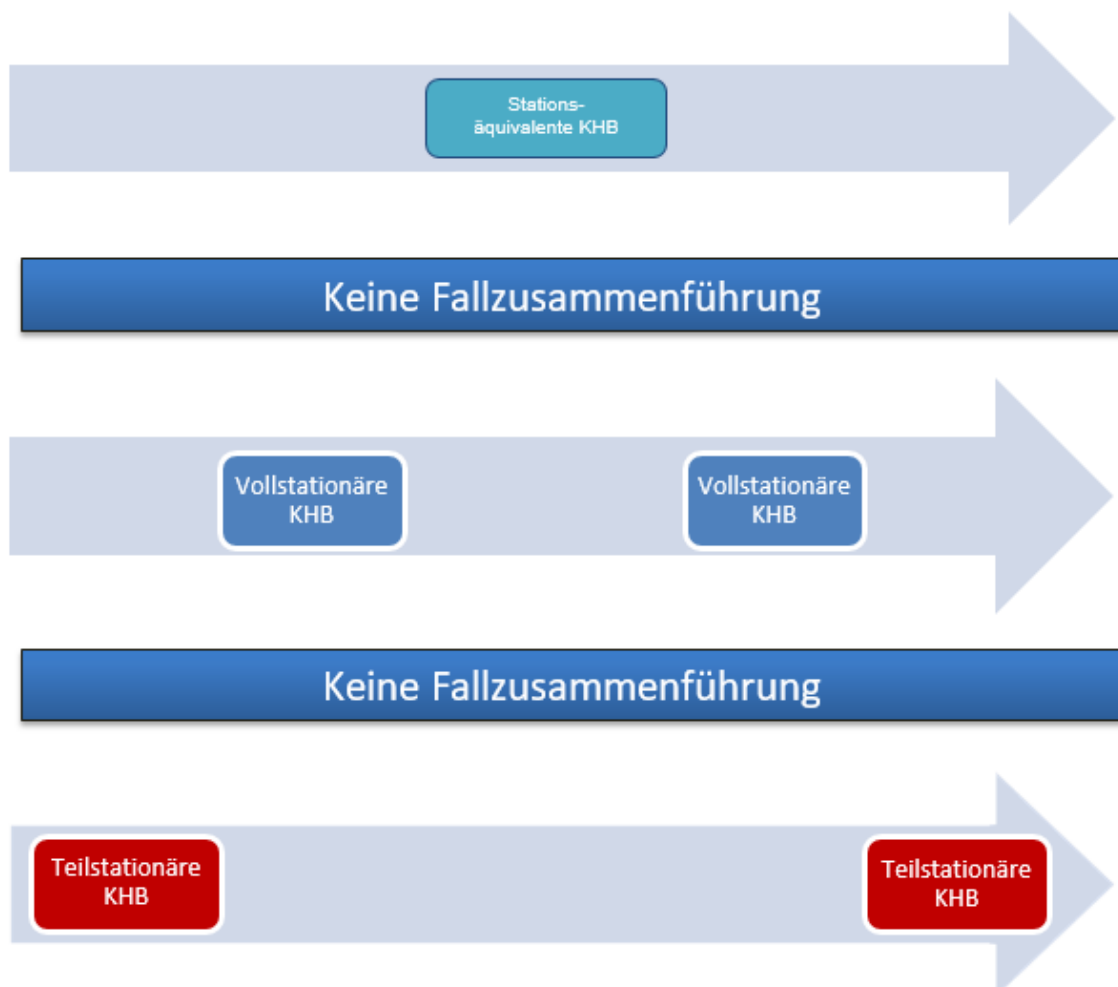 Stations-
äquivalente KHB
Keine Fallzusammenführung
Vollstationäre
KHB
Vollstationäre
KHB
Keine Fallzusammenführung
Teilstationäre
KHB
Teilstationäre
KHB